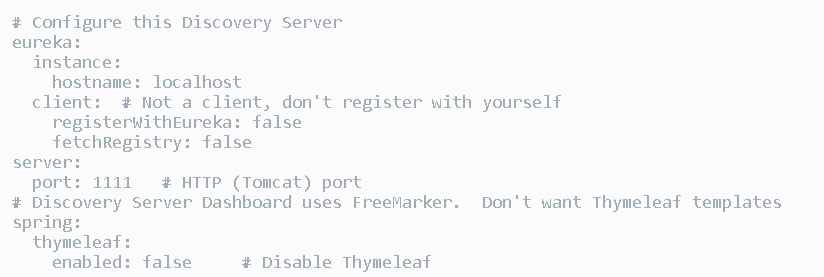 # Configure this Discovery Server
eureka:
  instance:
    hostname: localhost
  client:  # Not a client, don't register with yourself
    registerWithEureka: false
    fetchRegistry: false
server:
  port: 1111   # HTTP (Tomcat) port
# Discovery Server Dashboard uses FreeMarker.  Don't want Thymeleaf templates
spring:
  thymeleaf:
    enabled: false     # Disable Thymeleaf